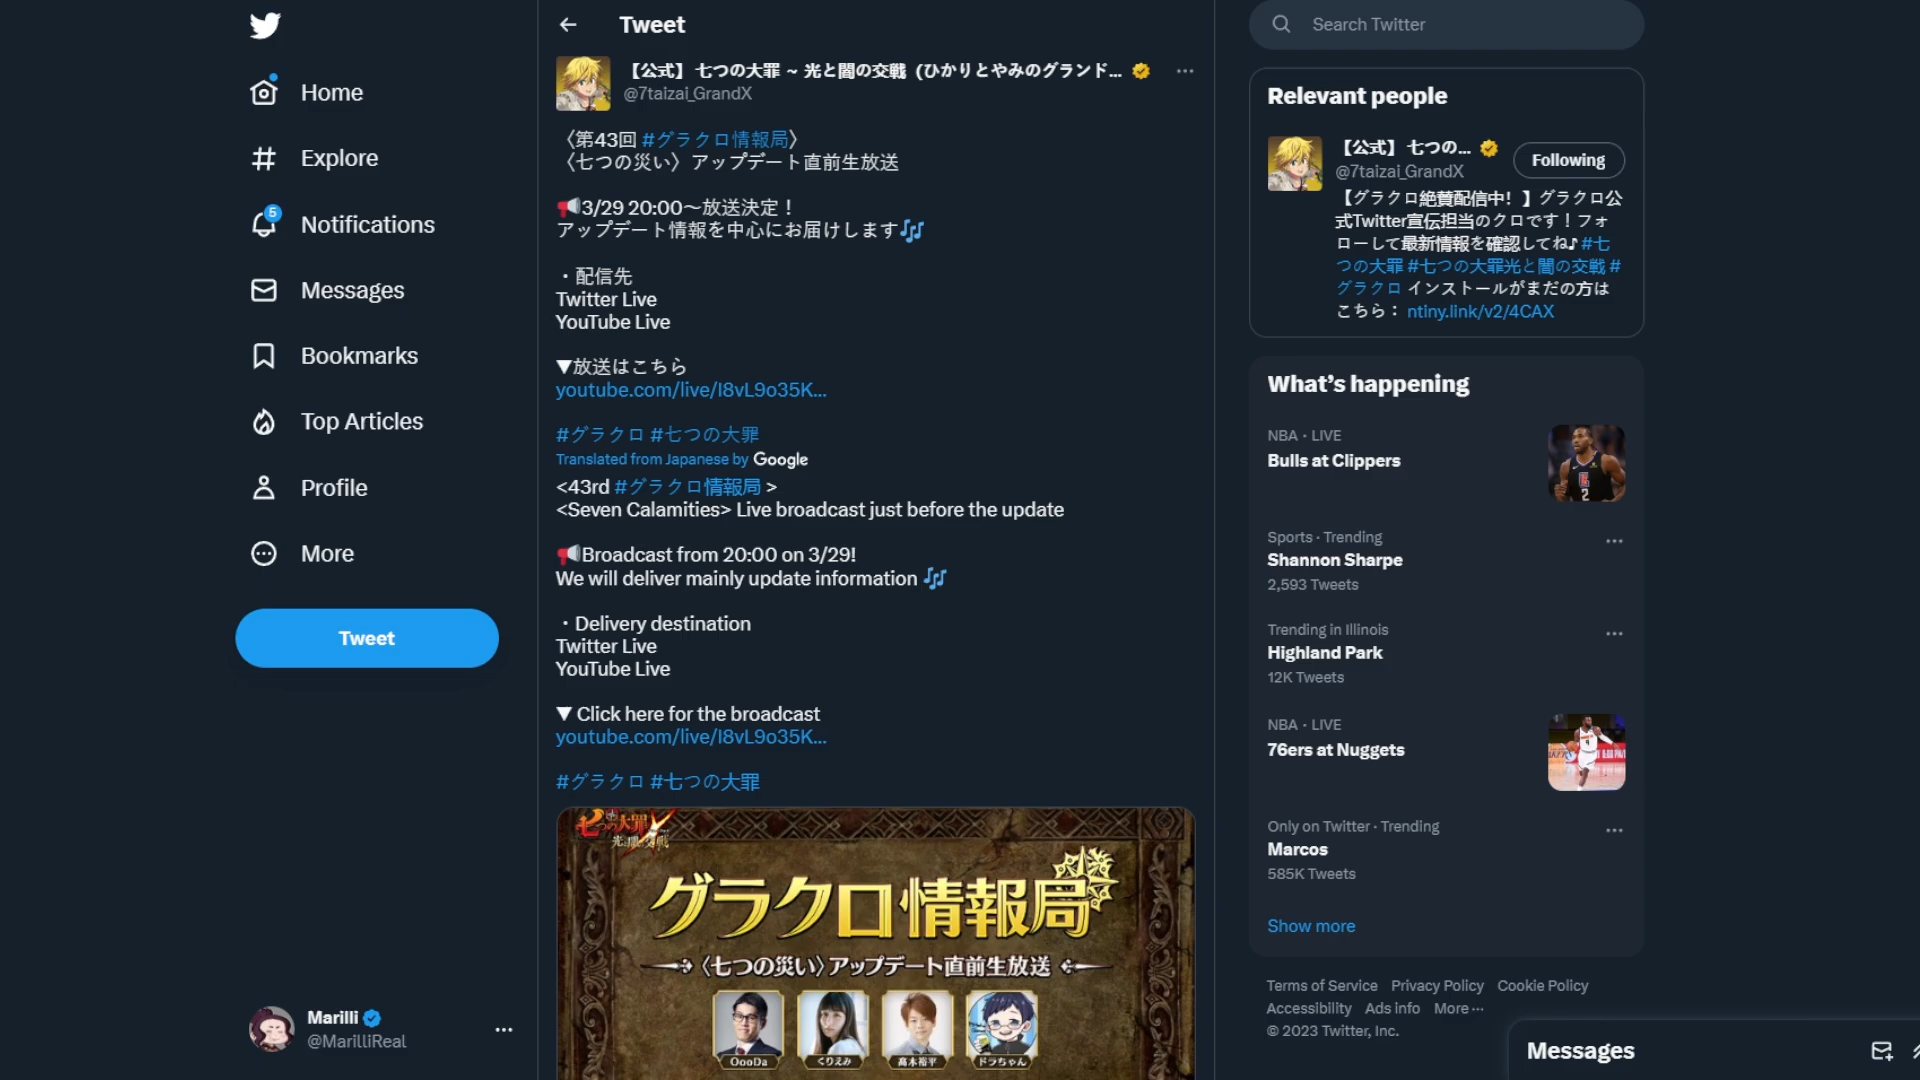 Home
Explore
5
Notifications
Messages
Bookmarks
Top Articles
Profile
More
Tweet
Marilli
@MarilliReal
Tweet
【公式】七つの大罪 ~ 光と闇の交戦（ひかりとやみのグランド...
@7taizai_GrandX
〈第43回 #グラクロ情報局〉
〈七つの災い〉アップデート直前生放送
3/29 20:00〜放送決定！
アップデート情報を中心にお届けします
・配信先
Twitter Live
YouTube Live
▼放送はこちら
youtube.com/live/I8vL9o35K...
#グラクロ #七つの大罪
Translated from Japanese by Google
<43rd #グラクロ情報局 >
<Seven Calamities> Live broadcast just before the update
Broadcast from 20:00 on 3/29!
We will deliver mainly update information
・Delivery destination
Twitter Live
YouTube Live
▼ Click here for the broadcast
youtube.com/live/I8vL9o35K...
#グラクロ #七つの大罪
七つの大罪
光と闇の交戦
グラクロ情報局
〈七つの災い〉アップデート直前生放送
OooDa
くりえみ
髙木裕平
ドラちゃん
Search Twitter
Relevant people
【公式】七つの...
@7taizai_GrandX
Following
【グラクロ絶賛配信中！】グラクロ公
式Twitter宣伝担当のクロです！フォ
ローして最新情報を確認してね♪ #七
つの大罪 #七つの大罪光と闇の交戦 #
グラクロ インストールがまだの方は
こちら： ntiny.link/v2/4CAX
What's happening
NBA · LIVE
Bulls at Clippers
Sports · Trending
Shannon Sharpe
2,593 Tweets
Trending in Illinois
Highland Park
12K Tweets
NBA · LIVE
76ers at Nuggets
Only on Twitter · Trending
Marcos
585K Tweets
Show more
Terms of Service Privacy Policy Cookie Policy
Accessibility Ads info More ···
© 2023 Twitter, Inc.
Messages